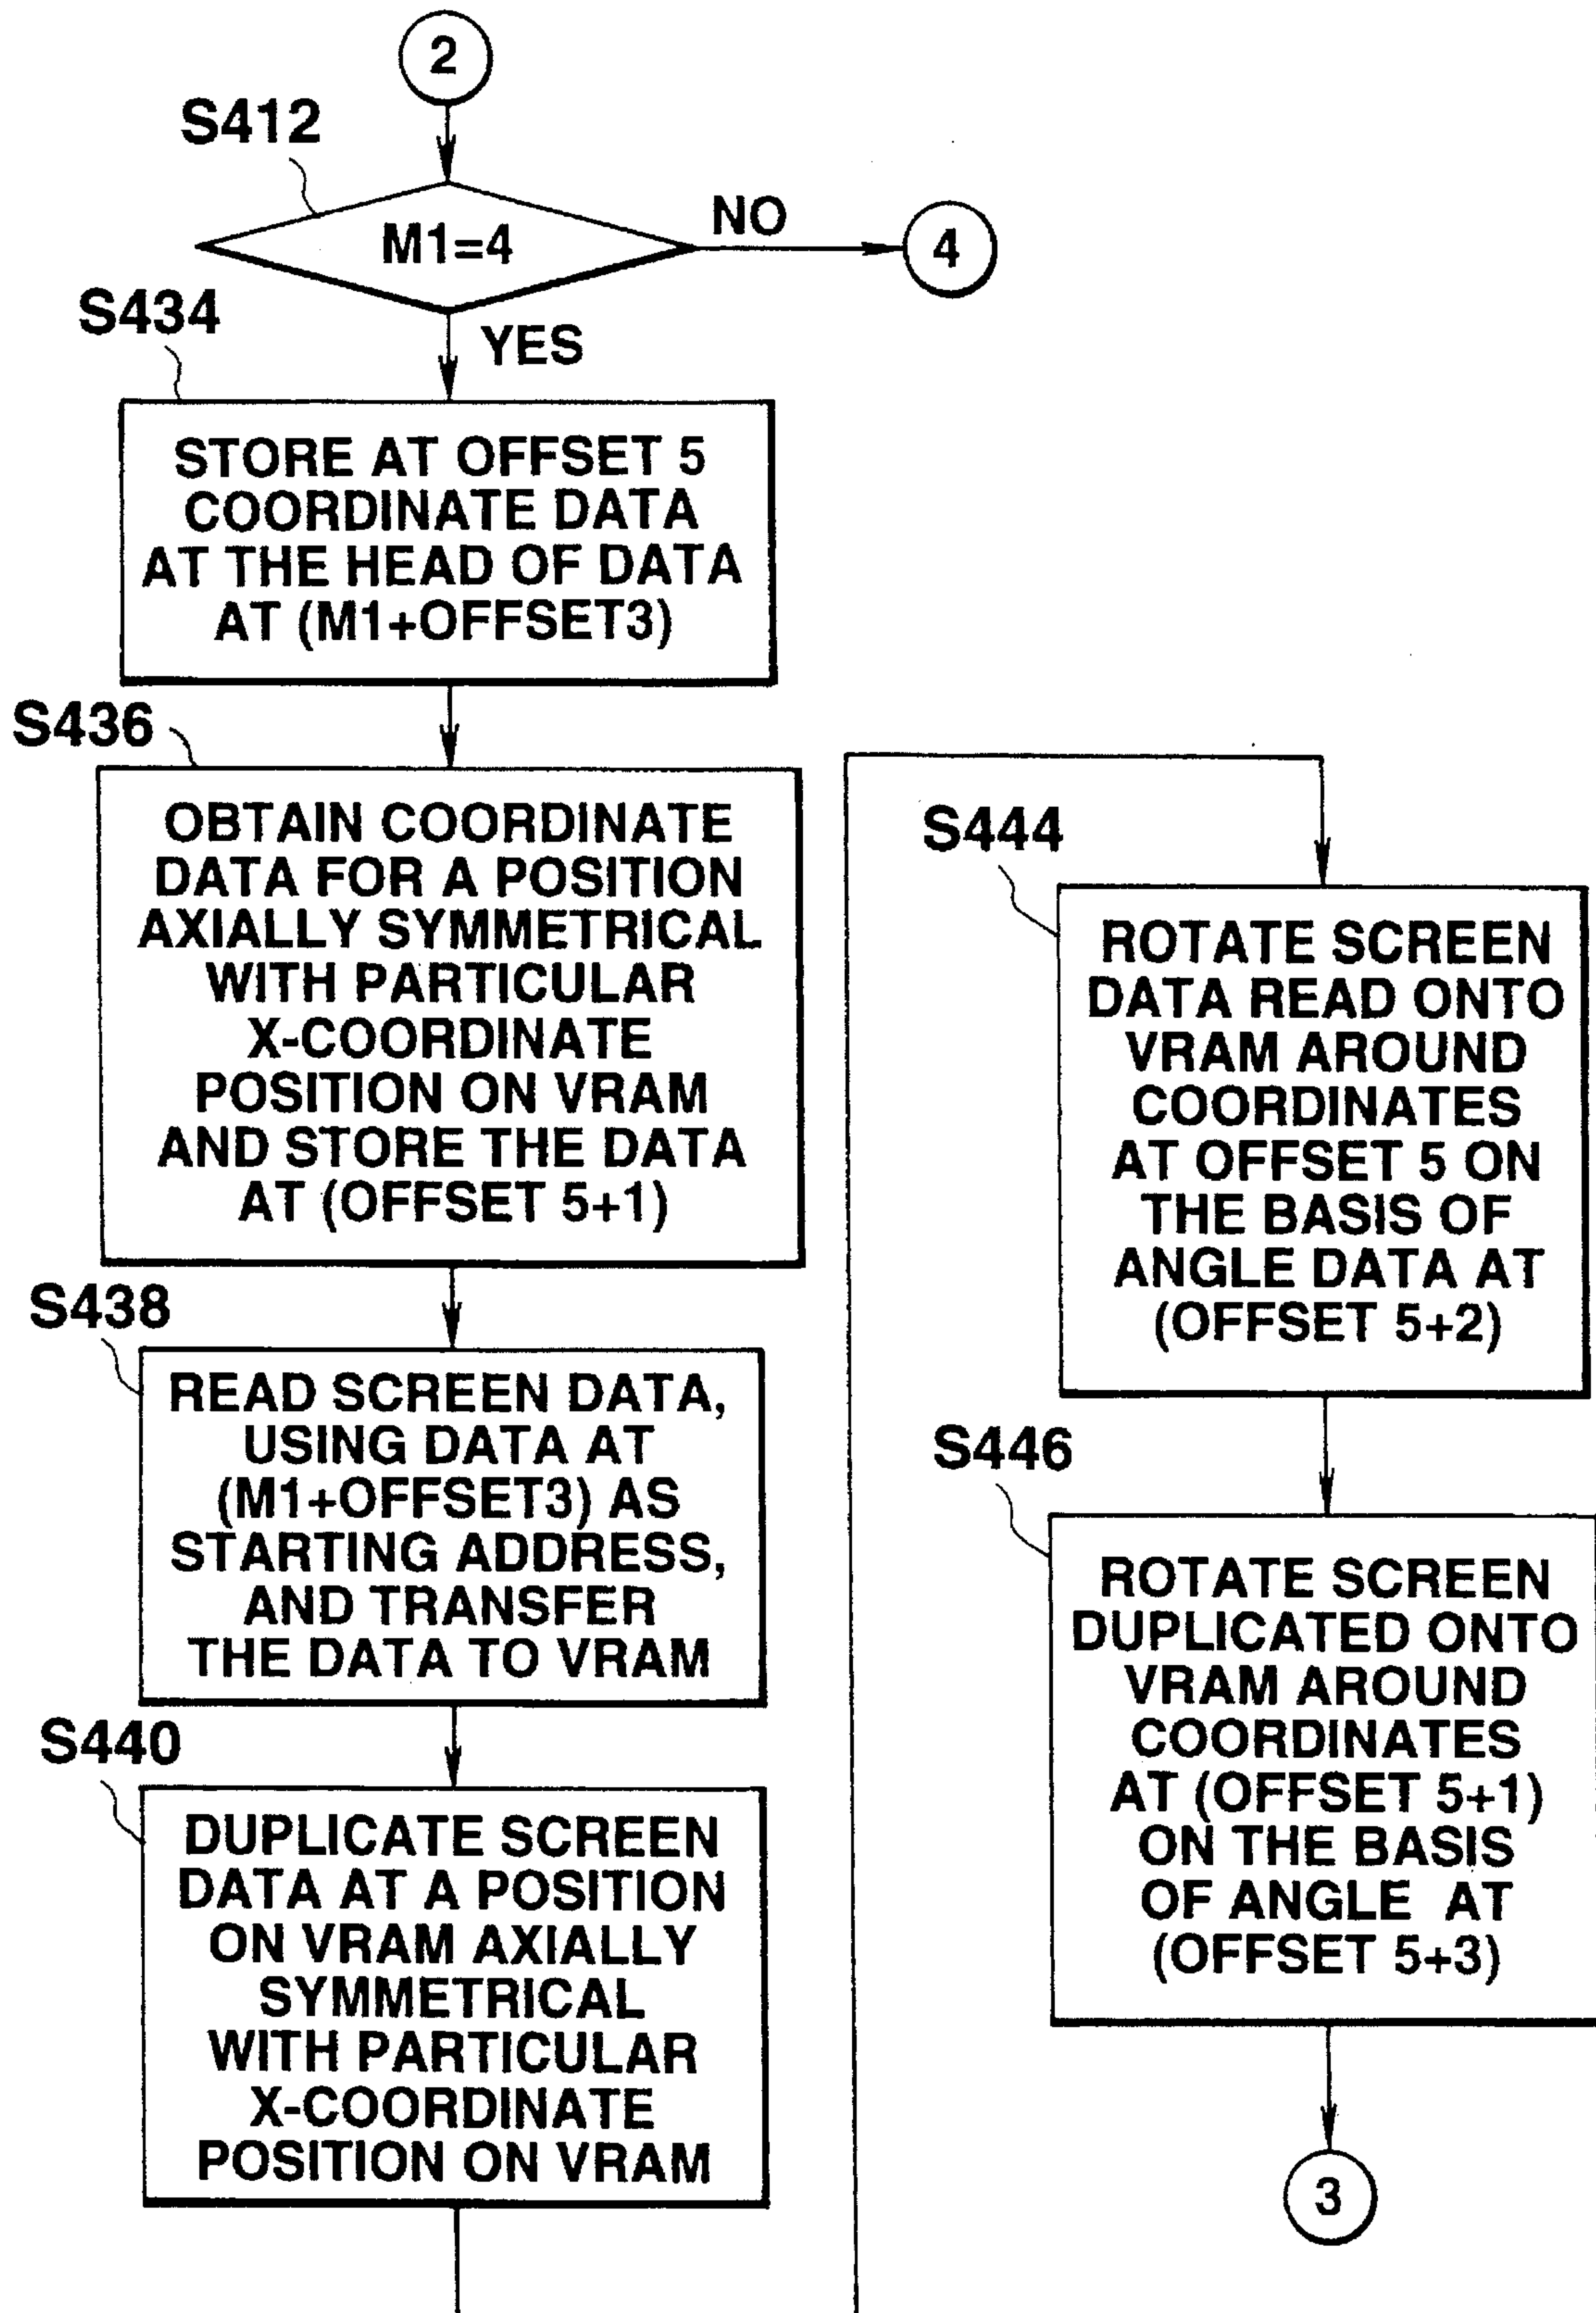 2
S412
M1=4
NO
4
YES
S434
STORE AT OFFSET 5
COORDINATE DATA
AT THE HEAD OF DATA
AT (M1+OFFSET3)
S436
OBTAIN COORDINATE
DATA FOR A POSITION
AXIALLY SYMMETRICAL
WITH PARTICULAR
X-COORDINATE
POSITION ON VRAM
AND STORE THE DATA
AT (OFFSET 5+1)
S438
READ SCREEN DATA,
USING DATA AT
(M1+OFFSET3) AS
STARTING ADDRESS,
AND TRANSFER
THE DATA TO VRAM
S440
DUPLICATE SCREEN
DATA AT A POSITION
ON VRAM AXIALLY
SYMMETRICAL
WITH PARTICULAR
X-COORDINATE
POSITION ON VRAM
S444
ROTATE SCREEN
DATA READ ONTO
VRAM AROUND
COORDINATES
AT OFFSET 5 ON
THE BASIS OF
ANGLE DATA AT
(OFFSET 5+2)
S446
ROTATE SCREEN
DUPLICATED ONTO
VRAM AROUND
COORDINATES
AT (OFFSET 5+1)
ON THE BASIS
OF ANGLE AT
(OFFSET 5+3)
3